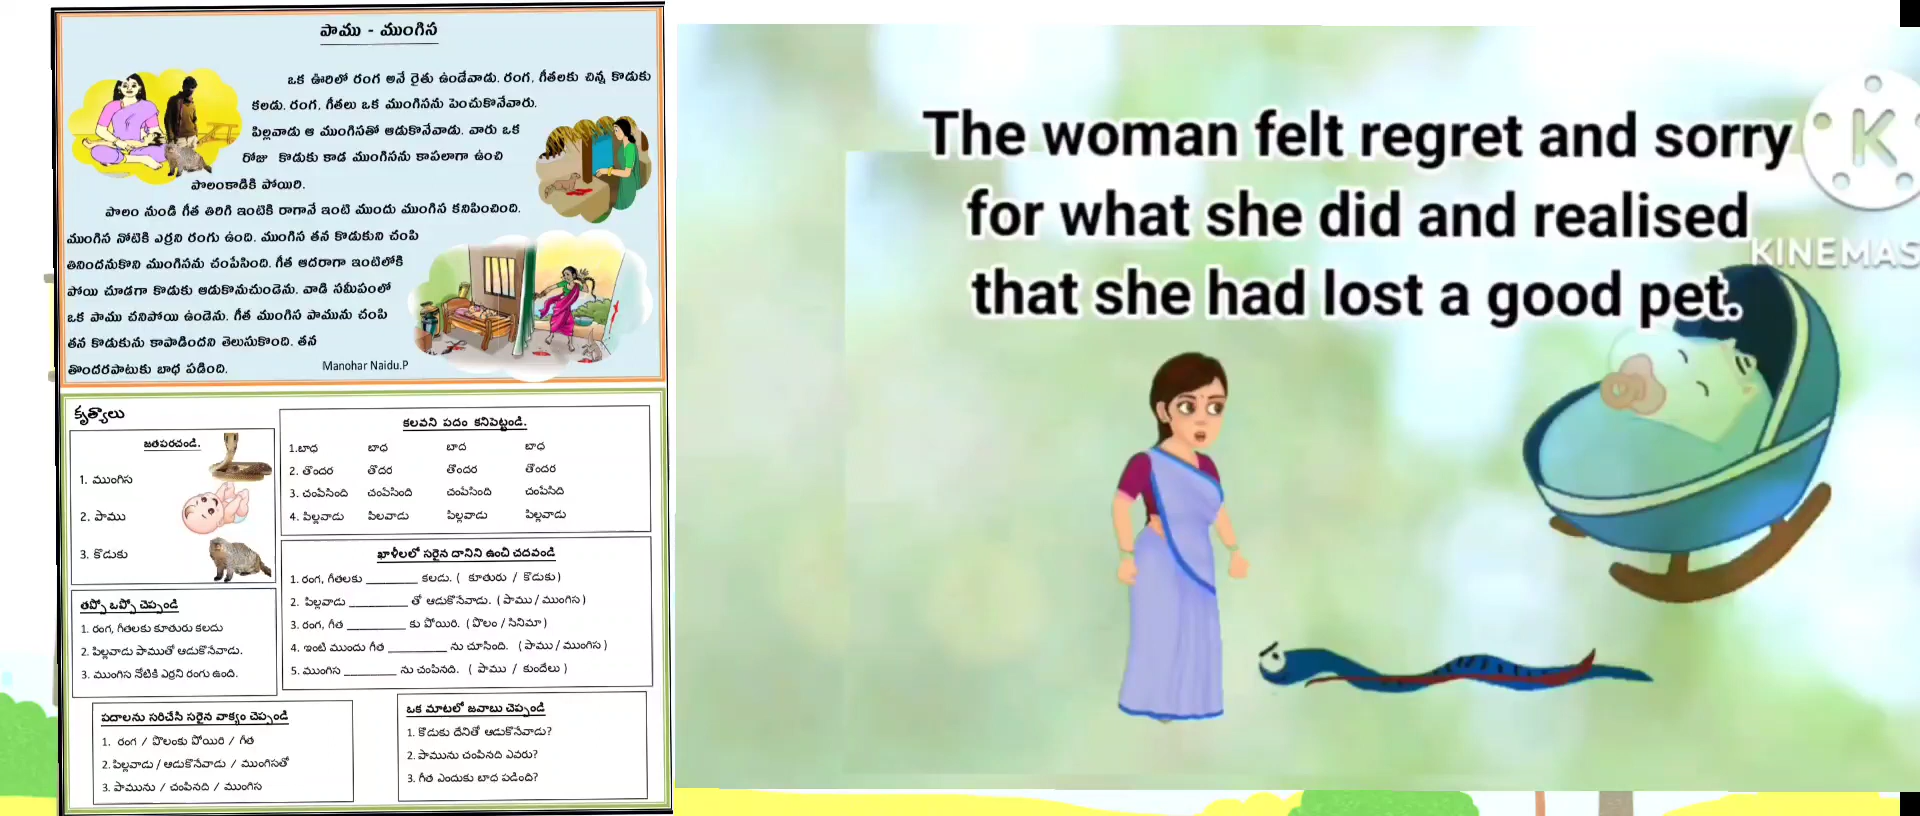 పాము - ముంగిస
ఒక ఊరిలో రంగ అనే రైతు ఉండేవాడు. రంగ, గీతలకు చిన్న కొడుకు
కలడు. రంగ, గీతలు ఒక ముంగిసను పెంచుకొనేవారు.
పిల్లవాడు ఆ ముంగిసతో ఆడుకొనేవాడు. వారు ఒక
రోజు కొడుకు కాడ ముంగిసను కాపలాగా ఉంచి
పొలంకాడికి పోయిరి.
పొలం నుండి గీత తిరిగి ఇంటికి రాగానే ఇంటి ముందు ముంగిస కనిపించింది.
ముంగిస నోటికి ఎర్రని రంగు ఉంది. ముంగిస తన కొడుకుని చంపి
తినిందనుకొని ముంగిసను చంపేసింది. గీత ఆదరాగా ఇంటిలోకి
పోయి చూడగా కొడుకు ఆడుకొనుచుండెను. వాడి సమీపంలో
ఒక పాము చనిపోయి ఉండెను. గీత ముంగిస పామును చంపి
తన కొడుకును కాపాడిందని తెలుసుకొంది. తన
తొందరపాటుకు బాధ పడింది.
Manohar Naidu.P
కృత్యాలు
జతపరచండి.
1. ముంగిస
2. పాము
3. కొడుకు
కలవని పదం కనిపెట్టండి.
1.బాధ బాధ బాద బాధ
2. తొందర తొదర తొందర తొందర
3. చంపేసింది చంపేసింది చంపేసింది చంపేసిది
4. పిల్లవాడు పిలవాడు పిల్లవాడు పిల్లవాడు
ఖాళీలలో సరైన దానిని ఉంచి చదవండి
1. రంగ, గీతలకు ________ కలడు. ( కూతురు / కొడుకు)
2. పిల్లవాడు _________ తో ఆడుకొనేవాడు. ( పాము / ముంగిస )
3. రంగ, గీత _________ కు పోయిరి. ( పొలం / సినిమా )
4. ఇంటి ముందు గీత _________ ను చూసింది. ( పాము / ముంగిస )
5. ముంగిస ________ ను చంపినది. ( పాము / కుందేలు )
తప్పో ఒప్పో చెప్పండి
1. రంగ, గీతలకు కూతురు కలదు
2. పిల్లవాడు పాముతో ఆడుకొనేవాడు.
3. ముంగిస నోటికి ఎర్రని రంగు ఉంది.
పదాలను సరిచేసి సరైన వాక్యం చెప్పండి
1. రంగ / పొలంకు పోయిరి / గీత
2. పిల్లవాడు / ఆడుకొనేవాడు / ముంగిసతో
3. పామును / చంపినది / ముంగిస
ఒక మాటలో జవాబు చెప్పండి
1. కొడుకు దేనితో ఆడుకొనేవాడు?
2. పామును చంపినది ఎవరు?
3. గీత ఎందుకు బాధ పడింది?
The woman felt regret and sorry
for what she did and realised
that she had lost a good pet.
K
KINEMAS